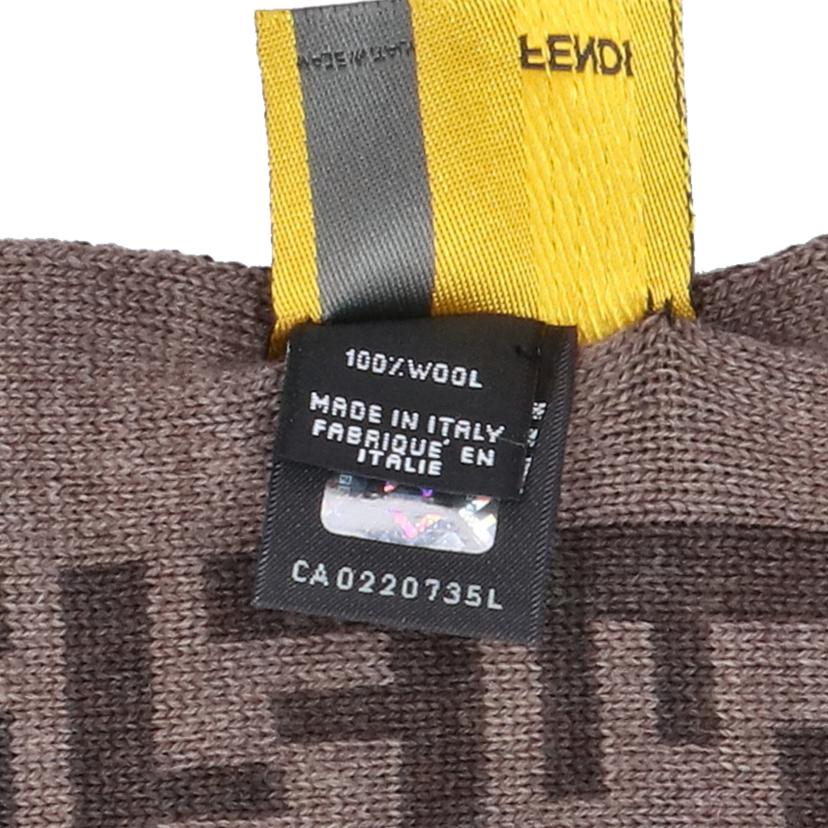 FENDI
100%WOOL
MADE IN ITALY
FABRIQUE' EN
ITALIE
CA0220735L